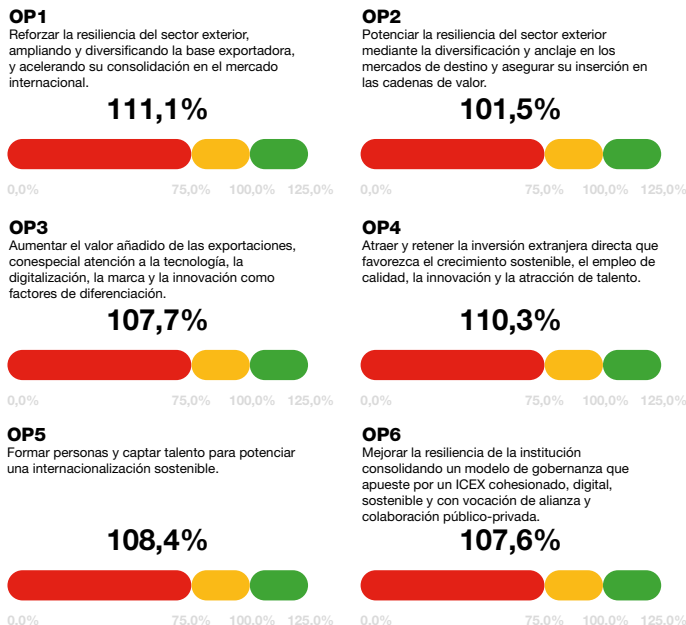 OP1
Reforzar la resiliencia del sector exterior,
ampliando y diversificando la base exportadora,
y acelerando su consolidación en el mercado
internacional.
111,1%
0,0% 75,0% 100,0% 125,0%
OP2
Potenciar la resiliencia del sector exterior
mediante la diversificación y anclaje en los
mercados de destino y asegurar su inserción en
las cadenas de valor.
101,5%
0,0% 75,0% 100,0% 125,0%
OP3
Aumentar el valor añadido de las exportaciones,
conespecial atención a la tecnología, la
digitalización, la marca y la innovación como
factores de diferenciación.
107,7%
0,0% 75,0% 100,0% 125,0%
OP4
Atraer y retener la inversión extranjera directa que
favorezca el crecimiento sostenible, el empleo de
calidad, la innovación y la atracción de talento.
110,3%
0,0% 75,0% 100,0% 125,0%
OP5
Formar personas y captar talento para potenciar
una internacionalización sostenible.
108,4%
0.0% 75.0% 100.0% 125.0%
OP6
Mejorar la resiliencia de la institución
consolidando un modelo de gobernanza que
apueste por un ICEX cohesionado, digital,
sostenible y con vocación de alianza y
colaboración público-privada.
107,6%
0.0% 75.0% 100.0% 125.0%